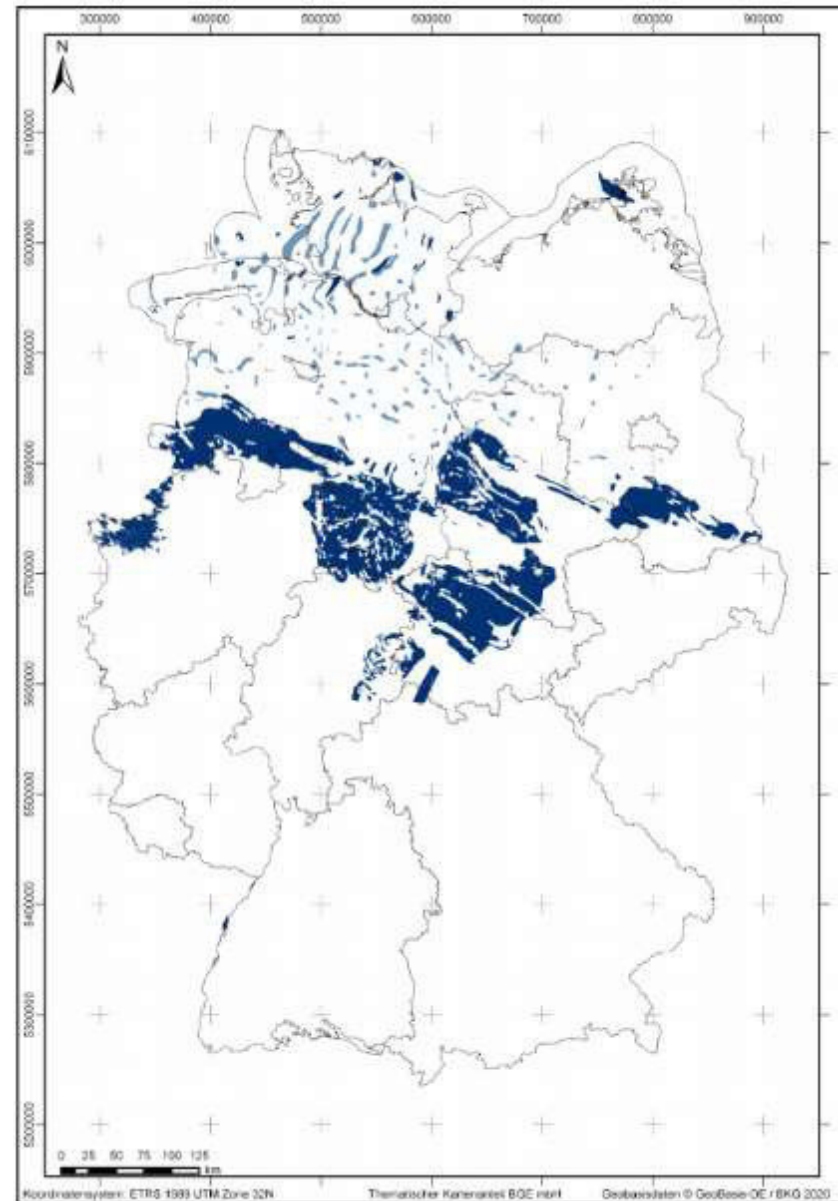 300000 400000 500000 600000 700000 800000 900000
N
6100000
6000000
5900000
5800000
5700000
5600000
5500000
5400000
5300000
5200000
0 25 50 75 100 125
km
Koordinatensystem: ETRS 1989 UTM Zone 32N Thematischer Kartenanteil BGE mbH Geobasisdaten © GeoBasis-DE / BKG 2020